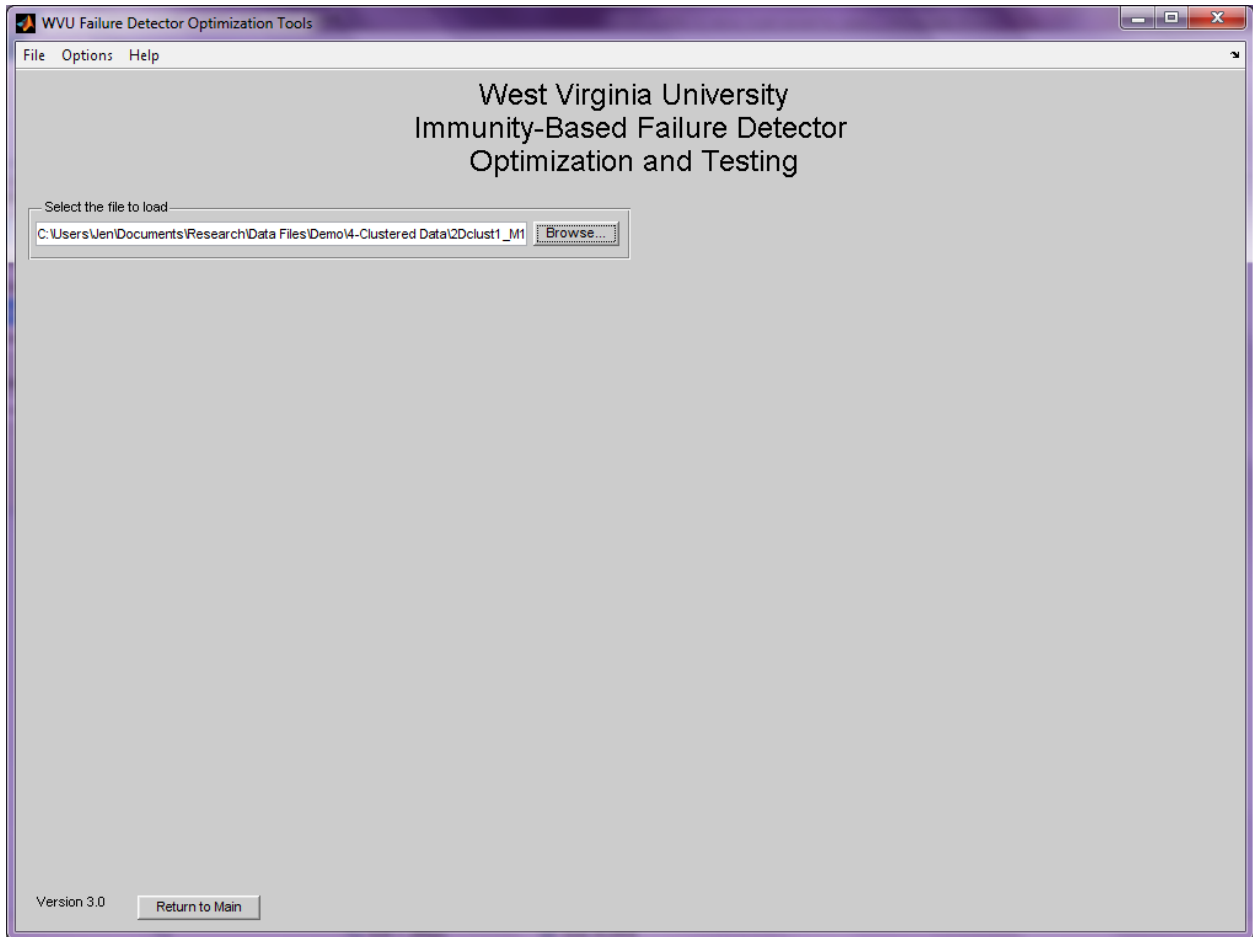 WVU Failure Detector Optimization Tools
File Options Help
West Virginia University
Immunity-Based Failure Detector
Optimization and Testing
Select the file to load
C:\Users\Jen\Documents\Research\Data Files\Demo\4-Clustered Data\2Dclust1_M1 Browse...
Version 3.0 Return to Main